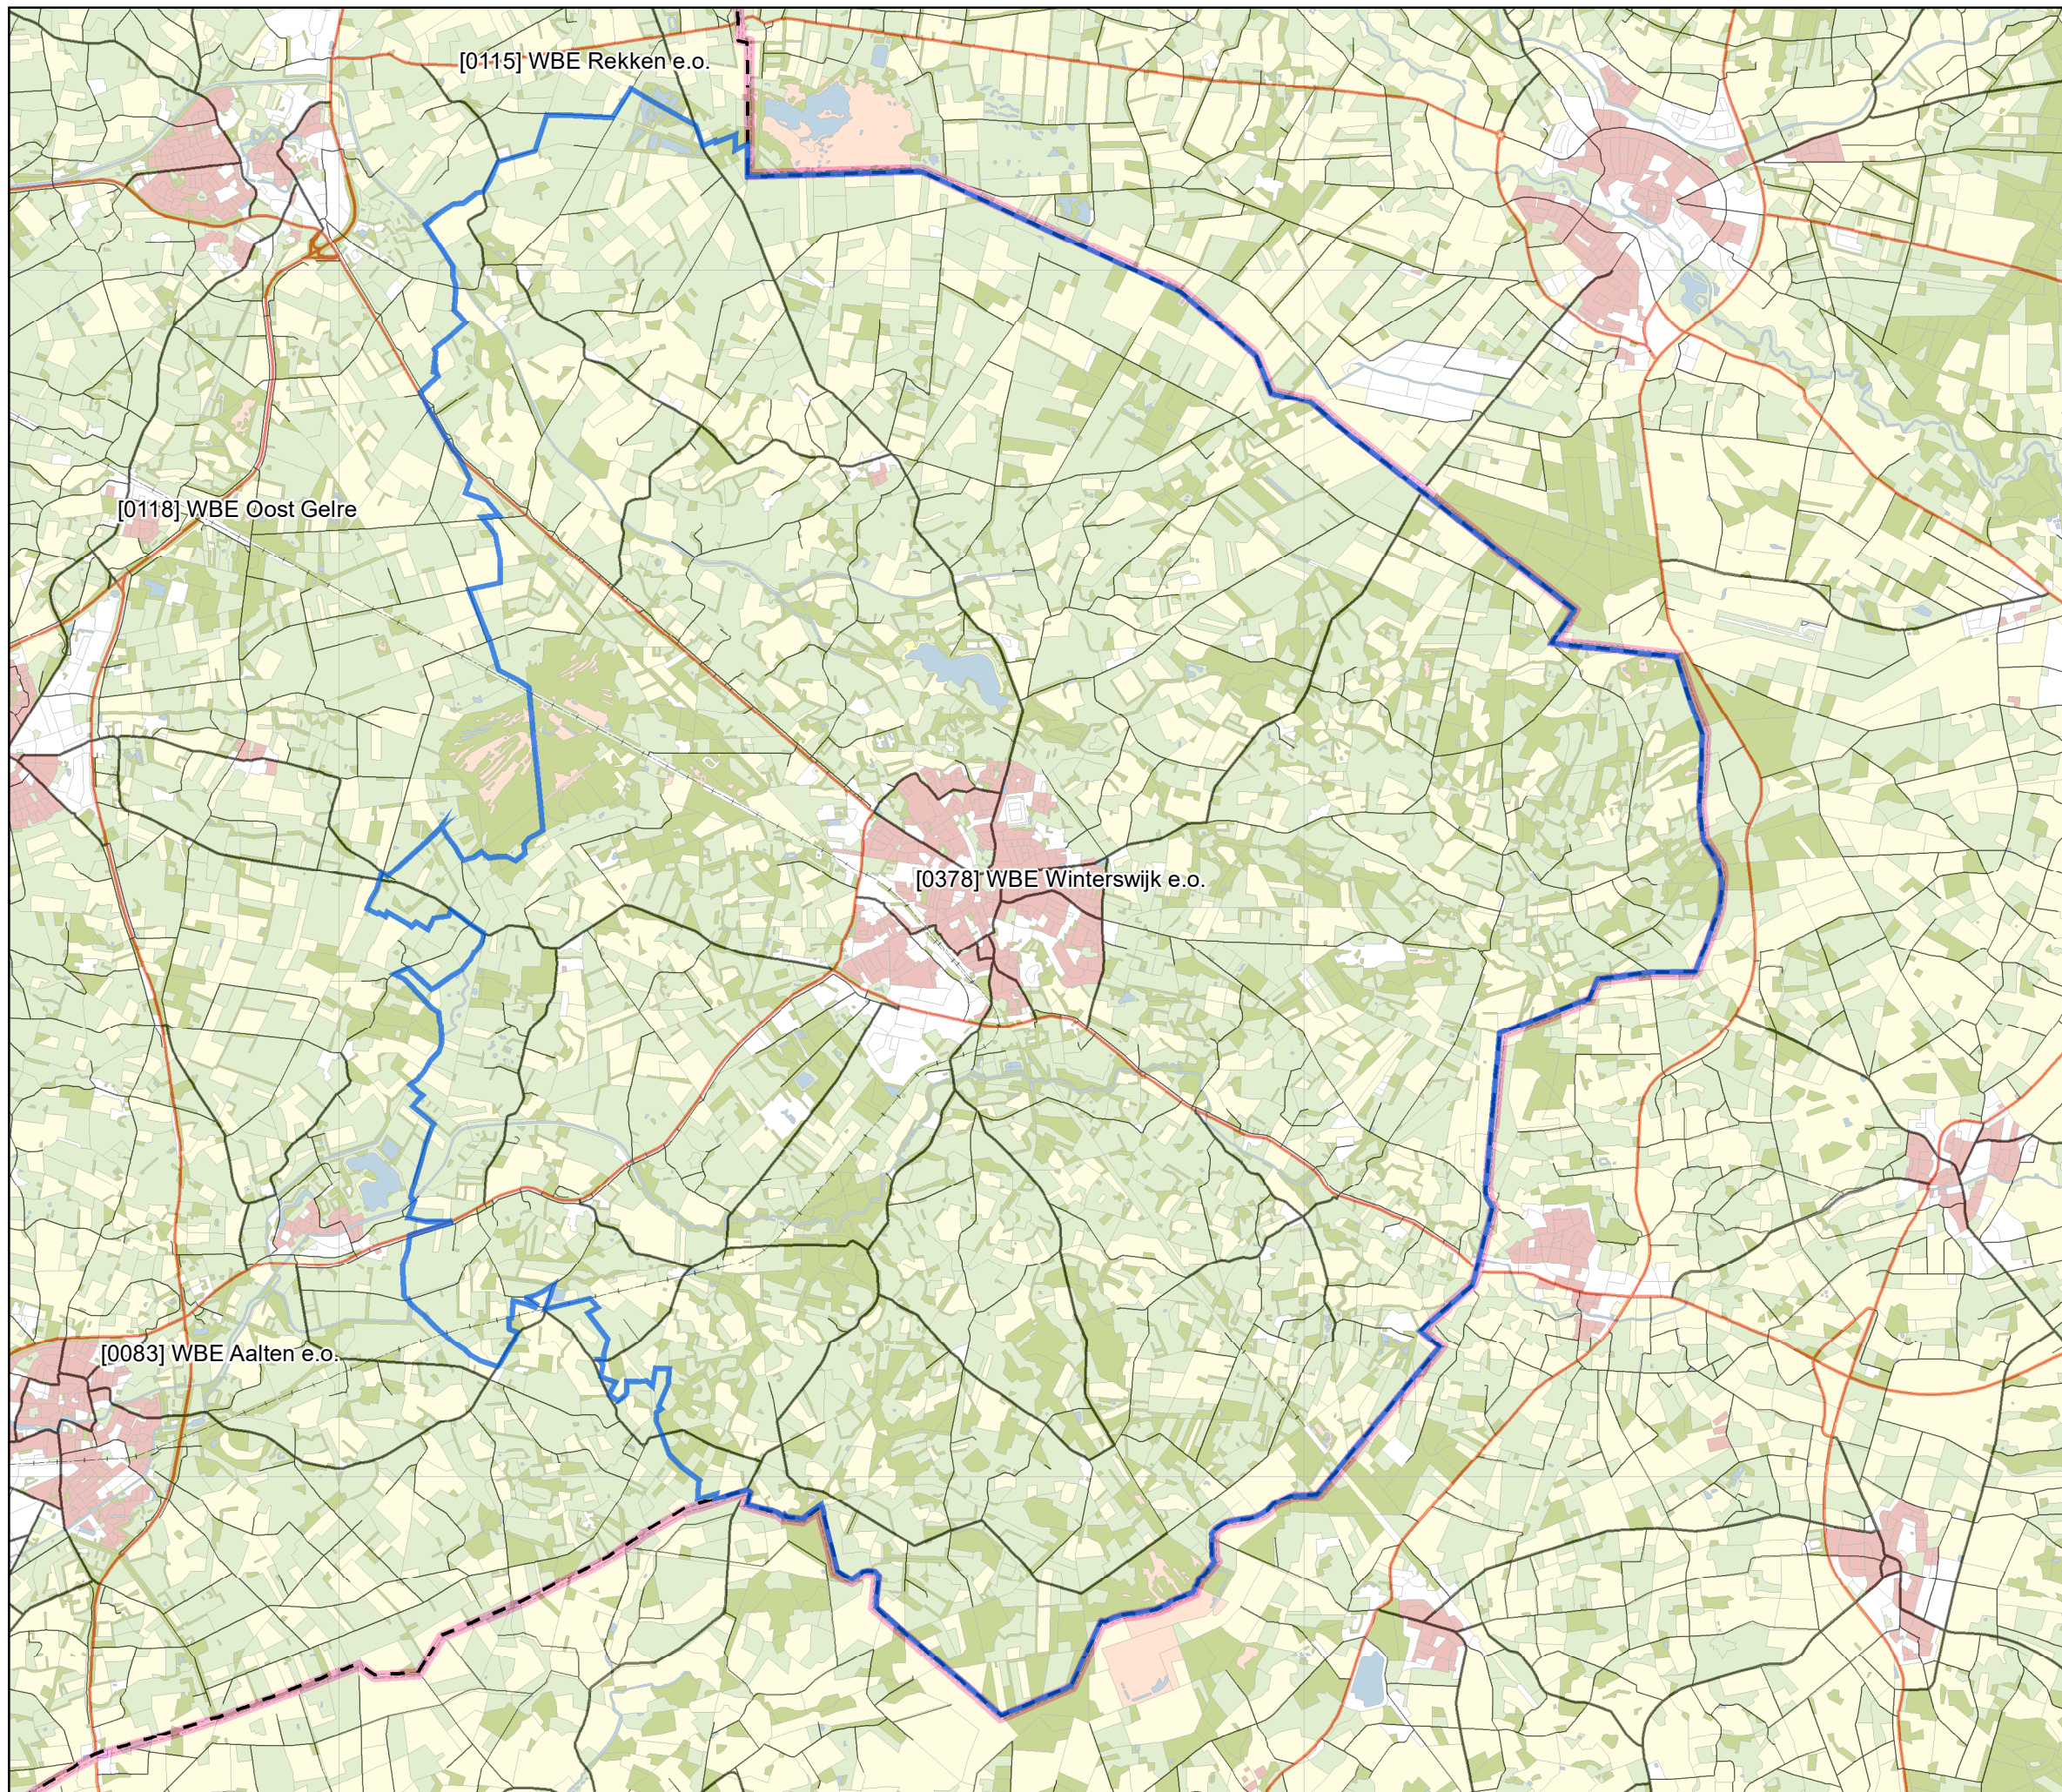 [0115] WBE Rekken e.o.
[0118] WBE Oost Gelre
[0378] WBE Winterswijk e.o.
[0083] WBE Aalten e.o.